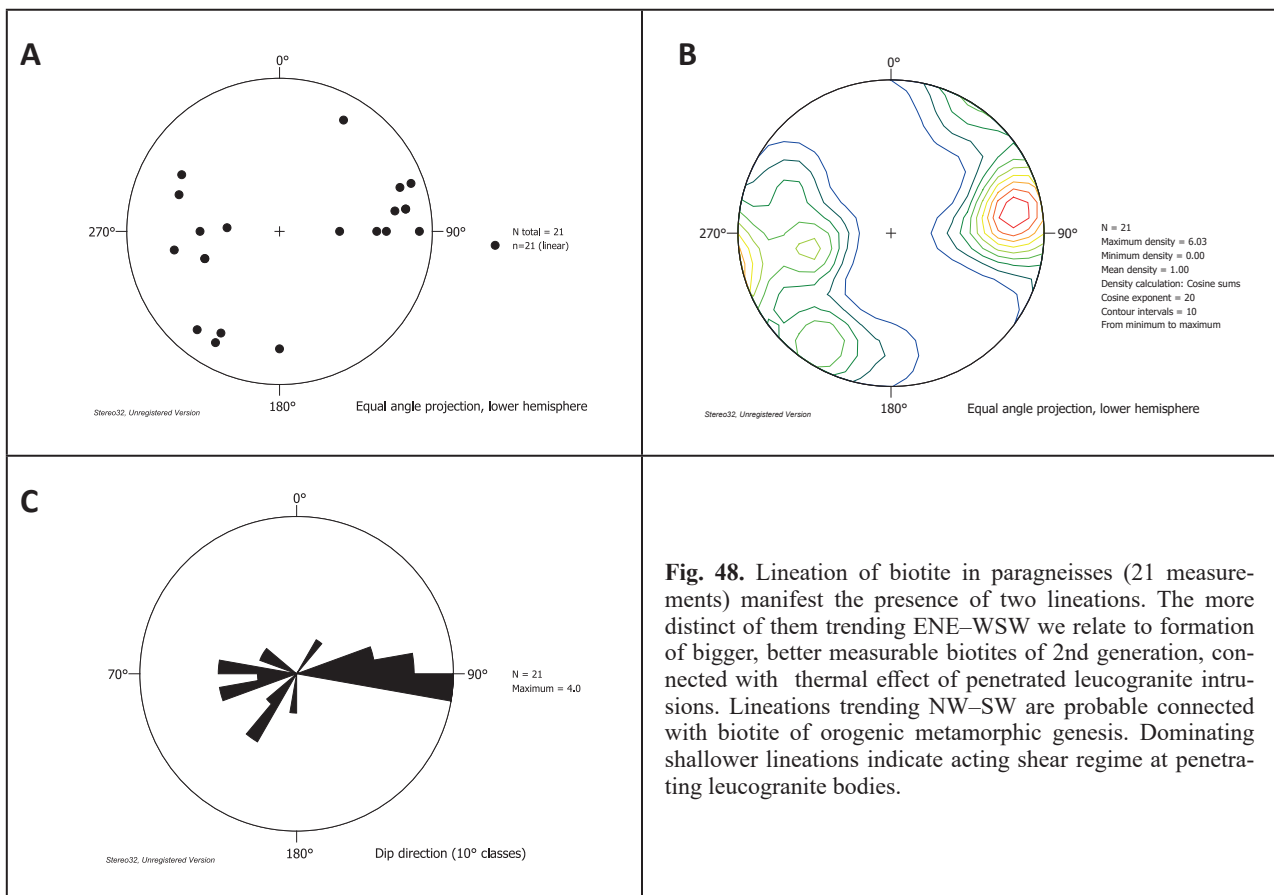 A
0°
270°
90°
N total = 21
n=21 (linear)
180°
Stereo32, Unregistered Version
Equal angle projection, lower hemisphere
B
0°
270°
90°
N = 21
Maximum density = 6.03
Minimum density = 0.00
Mean density = 1.00
Density calculation: Cosine sums
Cosine exponent = 20
Contour intervals = 10
From minimum to maximum
180°
Stereo32, Unregistered Version
Equal angle projection, lower hemisphere
C
0°
70°
90°
N = 21
Maximum = 4.0
180°
Stereo32, Unregistered Version
Dip direction (10° classes)
Fig. 48. Lineation of biotite in paragneisses (21 measure-
ments) manifest the presence of two lineations. The more
distinct of them trending ENE–WSW we relate to formation
of bigger, better measurable biotites of 2nd generation, con-
nected with thermal effect of penetrated leucogranite intru-
sions. Lineations trending NW–SW are probable connected
with biotite of orogenic metamorphic genesis. Dominating
shallower lineations indicate acting shear regime at penetra-
ting leucogranite bodies.